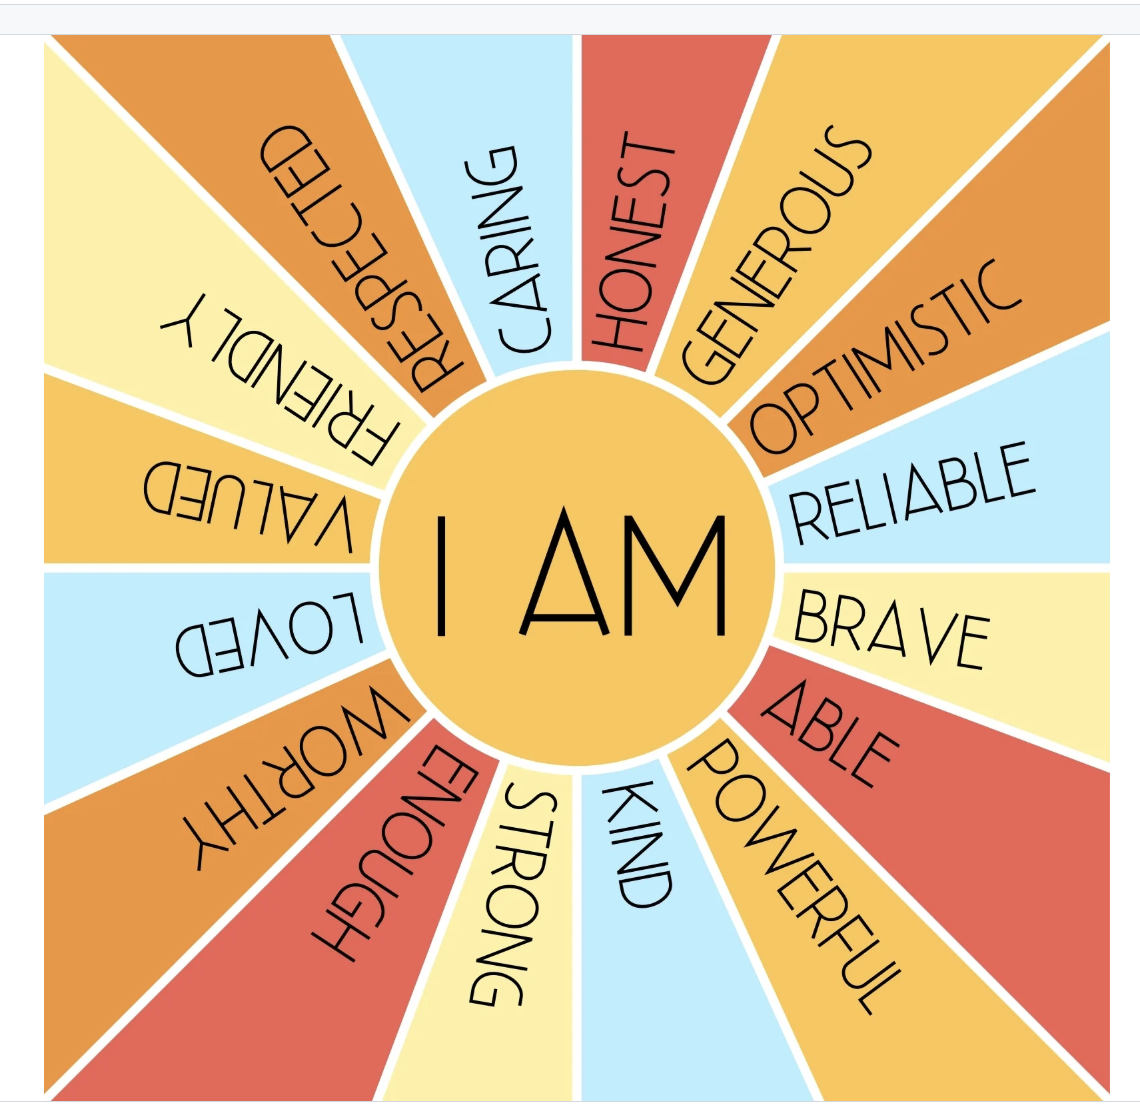 I AM
HONEST
GENEROUS
OPTIMISTIC
RELIABLE
BRAVE
ABLE
POWERFUL
KIND
STRONG
ENOUGH
WORTHY
LOVED
VALUED
FRIENDLY
RESPECTED
CARING